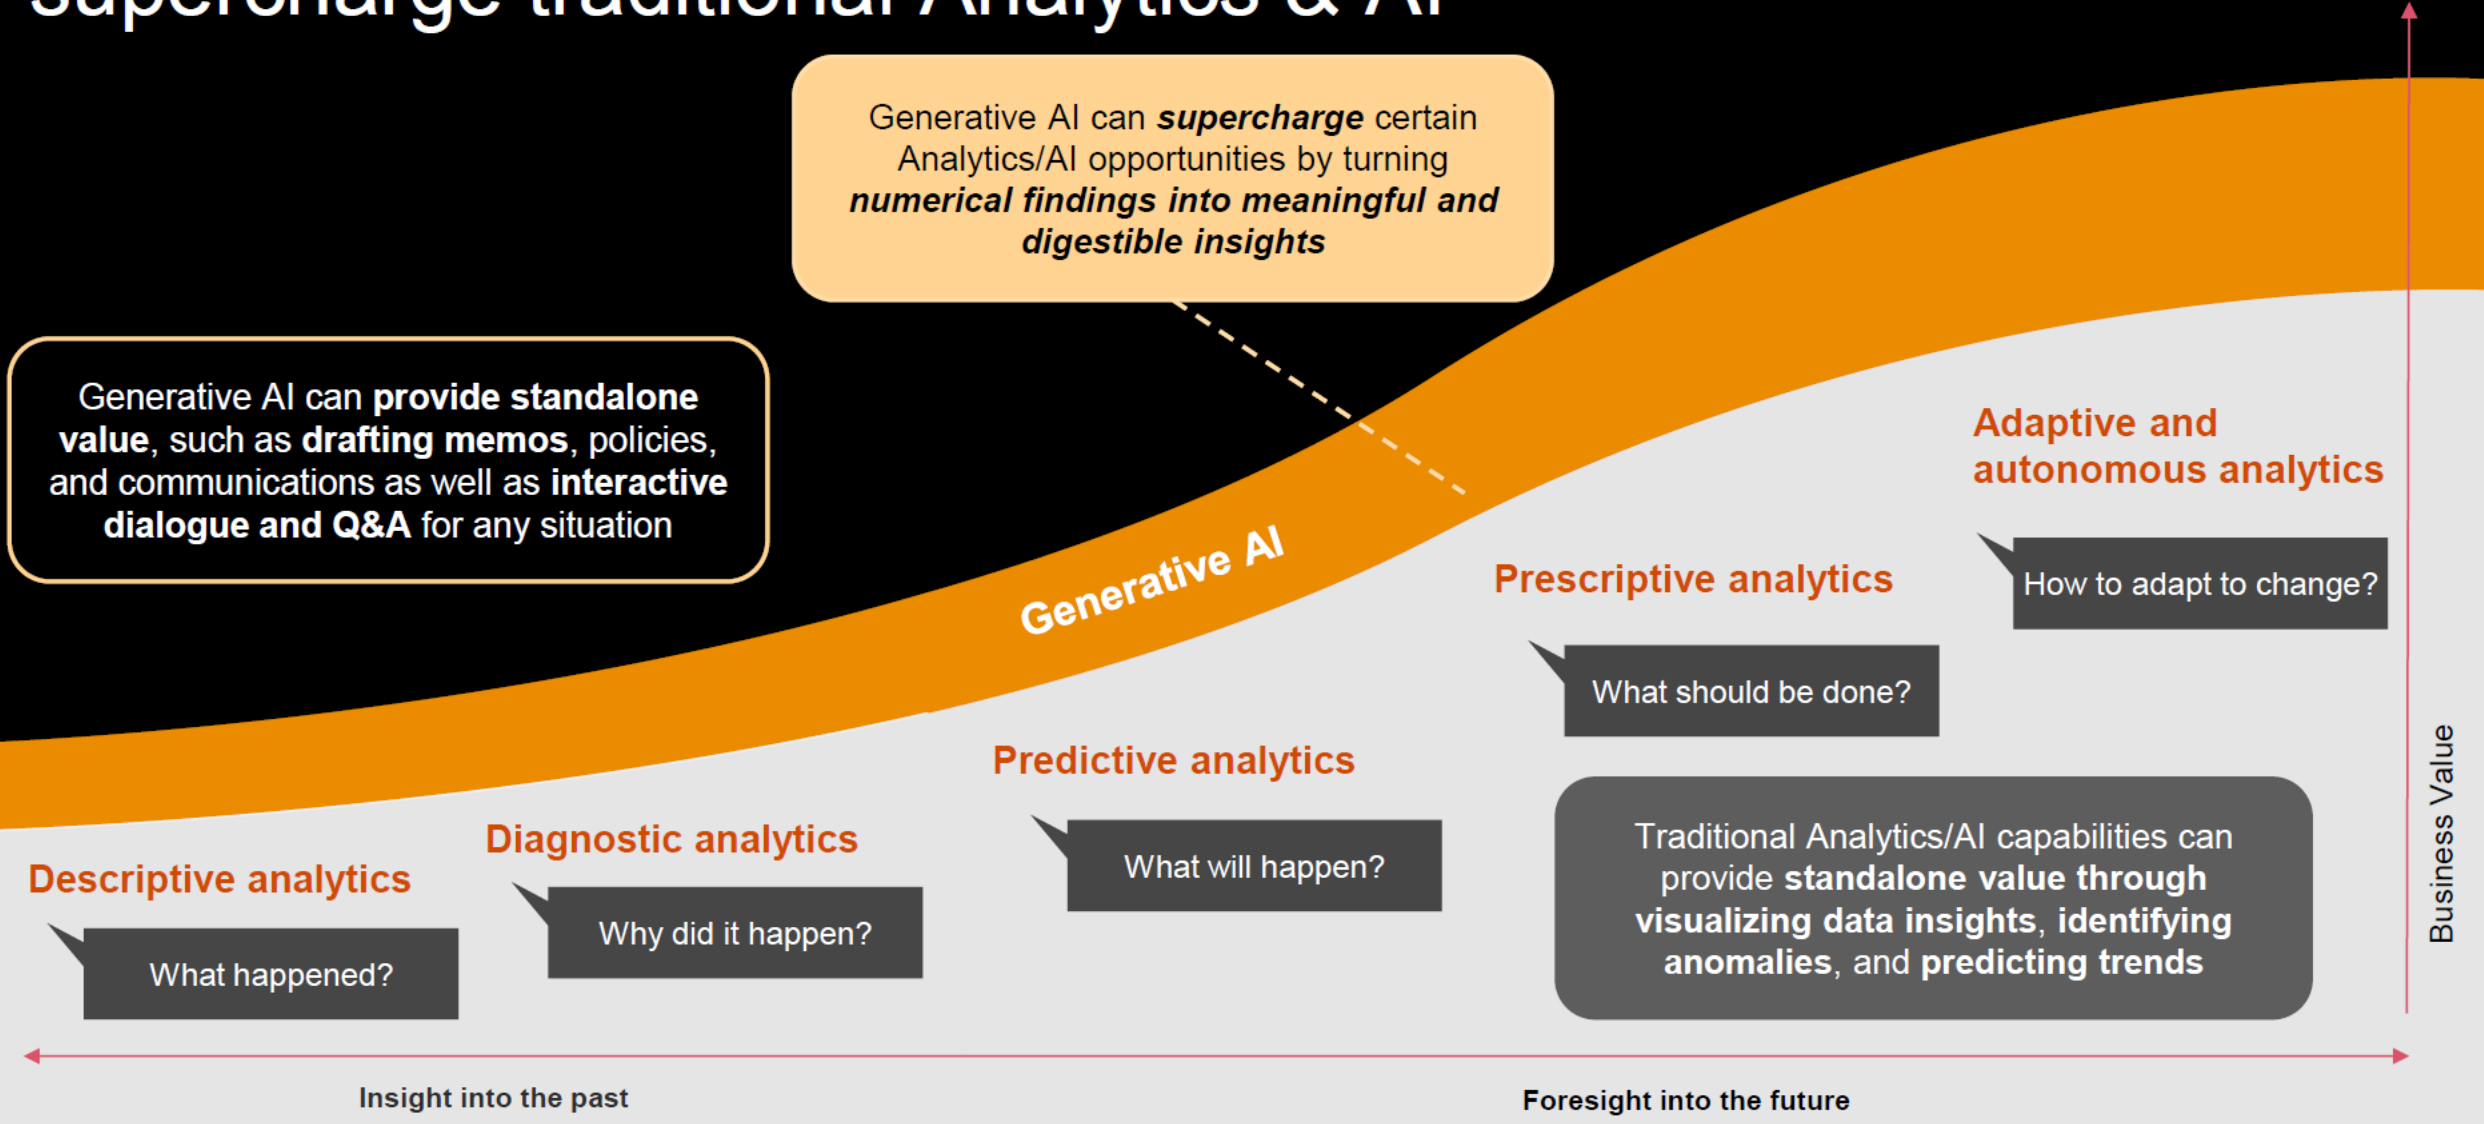 supercharge traditional Analytics & AI
Generative AI can supercharge certain
Analytics/AI opportunities by turning
numerical findings into meaningful and
digestible insights
Generative AI can provide standalone
value, such as drafting memos, policies,
and communications as well as interactive
dialogue and Q&A for any situation
Generative AI
Descriptive analytics
What happened?
Diagnostic analytics
Why did it happen?
Predictive analytics
What will happen?
Prescriptive analytics
What should be done?
Adaptive and
autonomous analytics
How to adapt to change?
Traditional Analytics/AI capabilities can
provide standalone value through
visualizing data insights, identifying
anomalies, and predicting trends
Business Value
Insight into the past
Foresight into the future